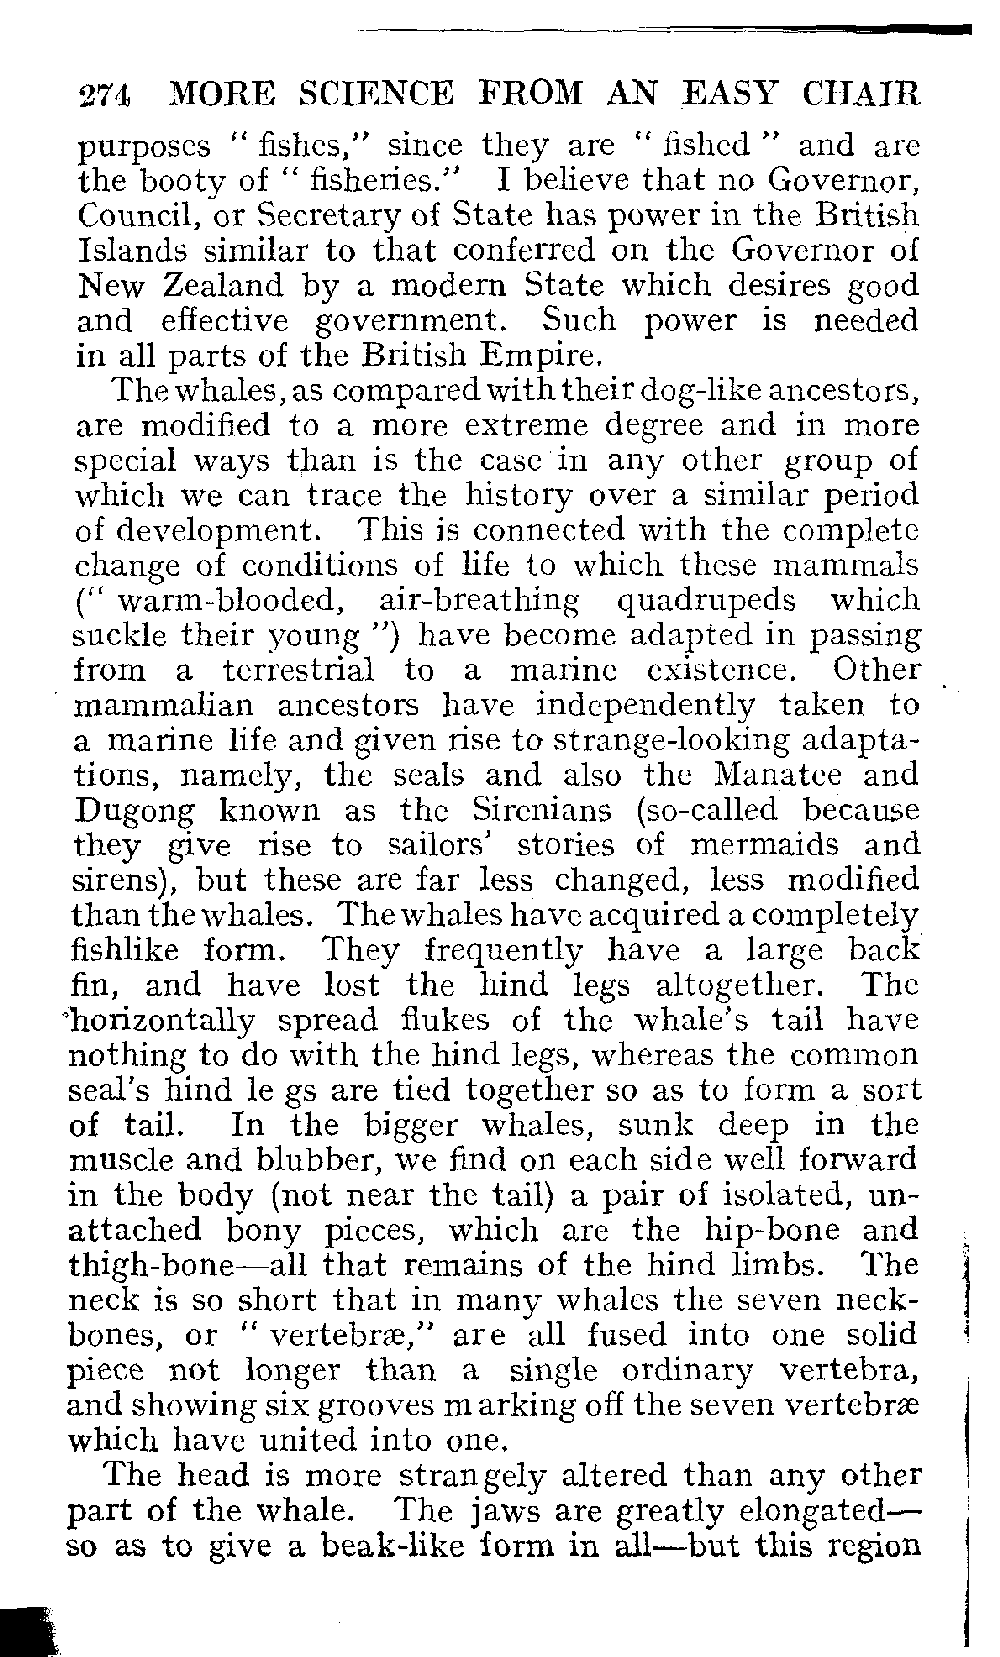 274 MORE SCIENCE FROM AN EASY CHAIR
purposes “ fishes,” since they are “ fished ” and are
the booty of “ fisheries.” I believe that no Governor,
Council, or Secretary of State has power in the British
Islands similar to that conferred on the Governor of
New Zealand by a modern State which desires good
and effective government. Such power is needed
in all parts of the British Empire.
The whales, as compared with their dog-like ancestors,
are modified to a more extreme degree and in more
special ways than is the case in any other group of
which we can trace the history over a similar period
of development. This is connected with the complete
change of conditions of life to which these mammals
(“ warm-blooded, air-breathing quadrupeds which
suckle their young ”) have become adapted in passing
from a terrestrial to a marine existence. Other
mammalian ancestors have independently taken to
a marine life and given rise to strange-looking adapta-
tions, namely, the seals and also the Manatee and
Dugong known as the Sirenians (so-called because
they give rise to sailors’ stories of mermaids and
sirens), but these are far less changed, less modified
than the whales. The whales have acquired a completely
fishlike form. They frequently have a large back
fin, and have lost the hind legs altogether. The
horizontally spread flukes of the whale’s tail have
nothing to do with the hind legs, whereas the common
seal’s hind le gs are tied together so as to form a sort
of tail. In the bigger whales, sunk deep in the
muscle and blubber, we find on each side well forward
in the body (not near the tail) a pair of isolated, un-
attached bony pieces, which are the hip-bone and
thigh-bone—all that remains of the hind limbs. The
neck is so short that in many whales the seven neck-
bones, or “ vertebræ,” are all fused into one solid
piece not longer than a single ordinary vertebra,
and showing six grooves marking off the seven vertebræ
which have united into one.
The head is more strangely altered than any other
part of the whale. The jaws are greatly elongated—
so as to give a beak-like form in all—but this region